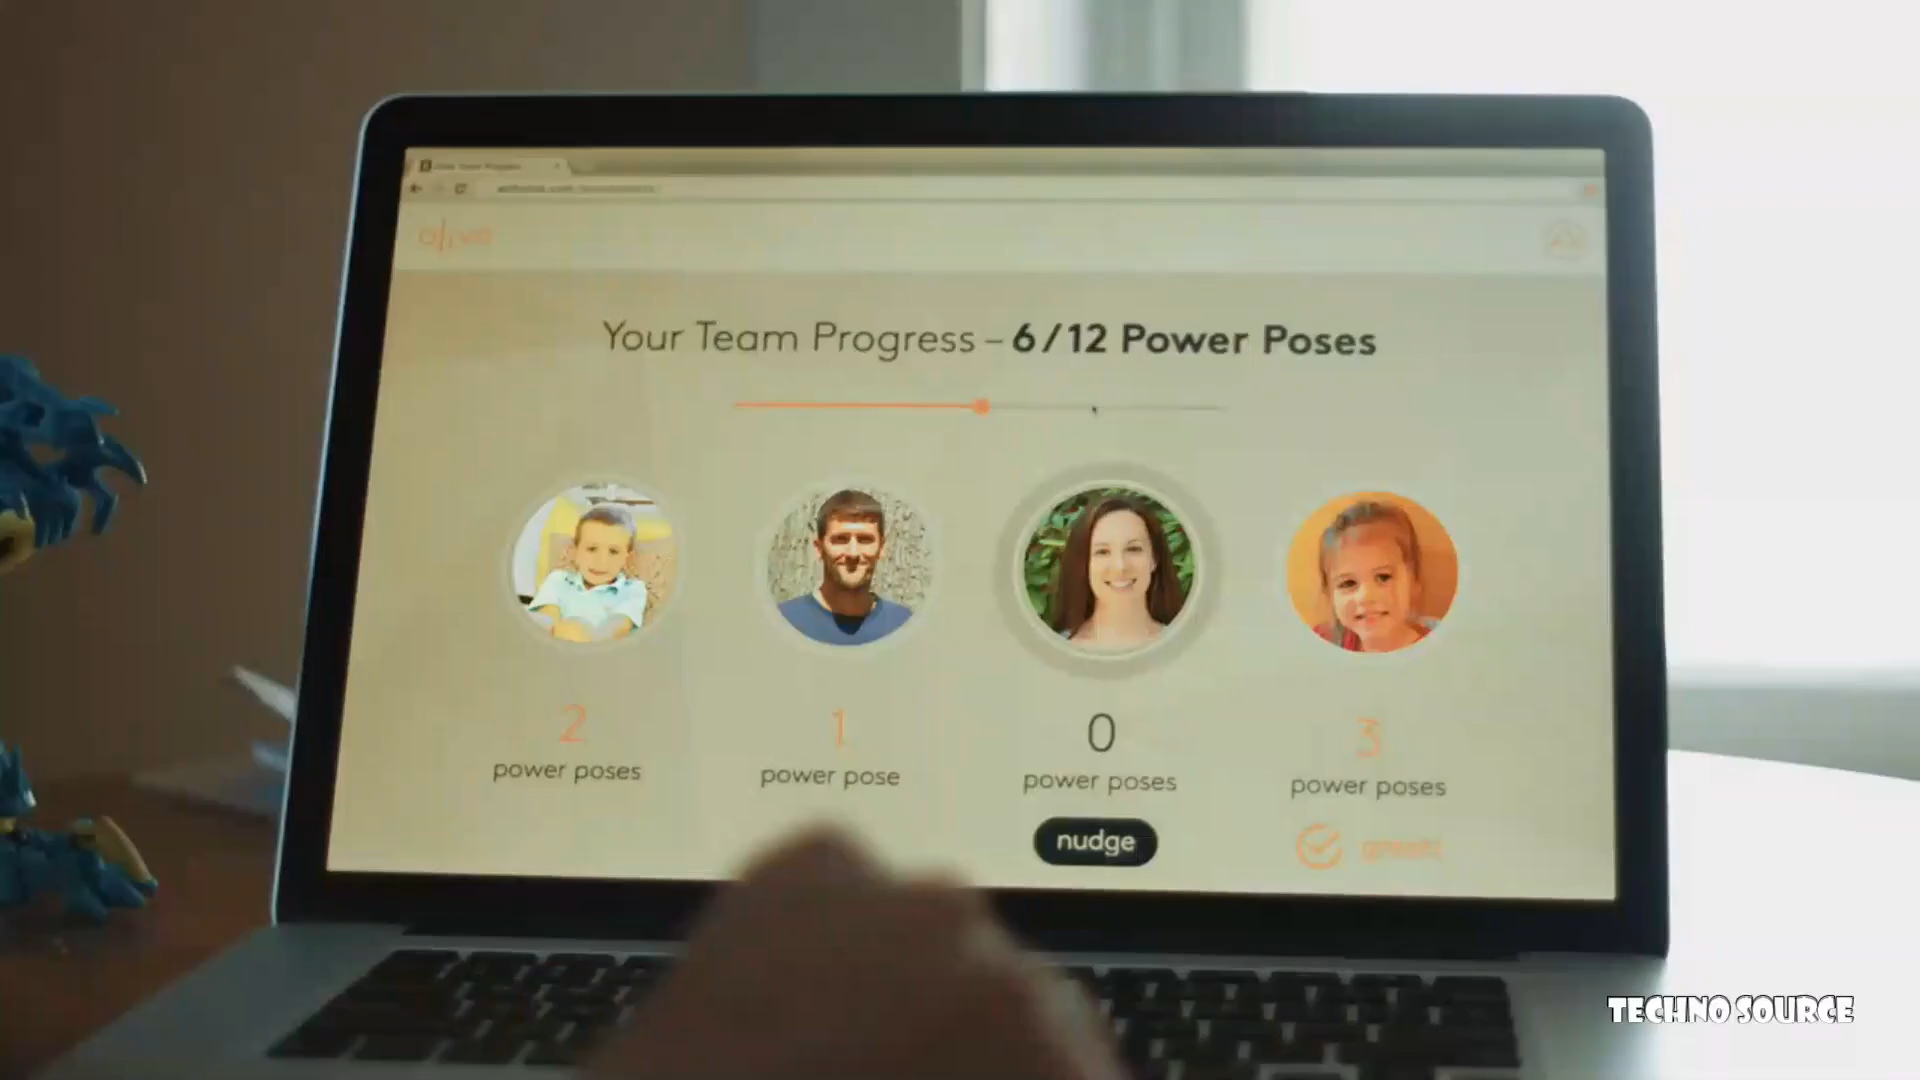 olive
Your Team Progress – 6/12 Power Poses
2
power poses
1
power pose
0
power poses
nudge
3
power poses
TECHNO SOURCE